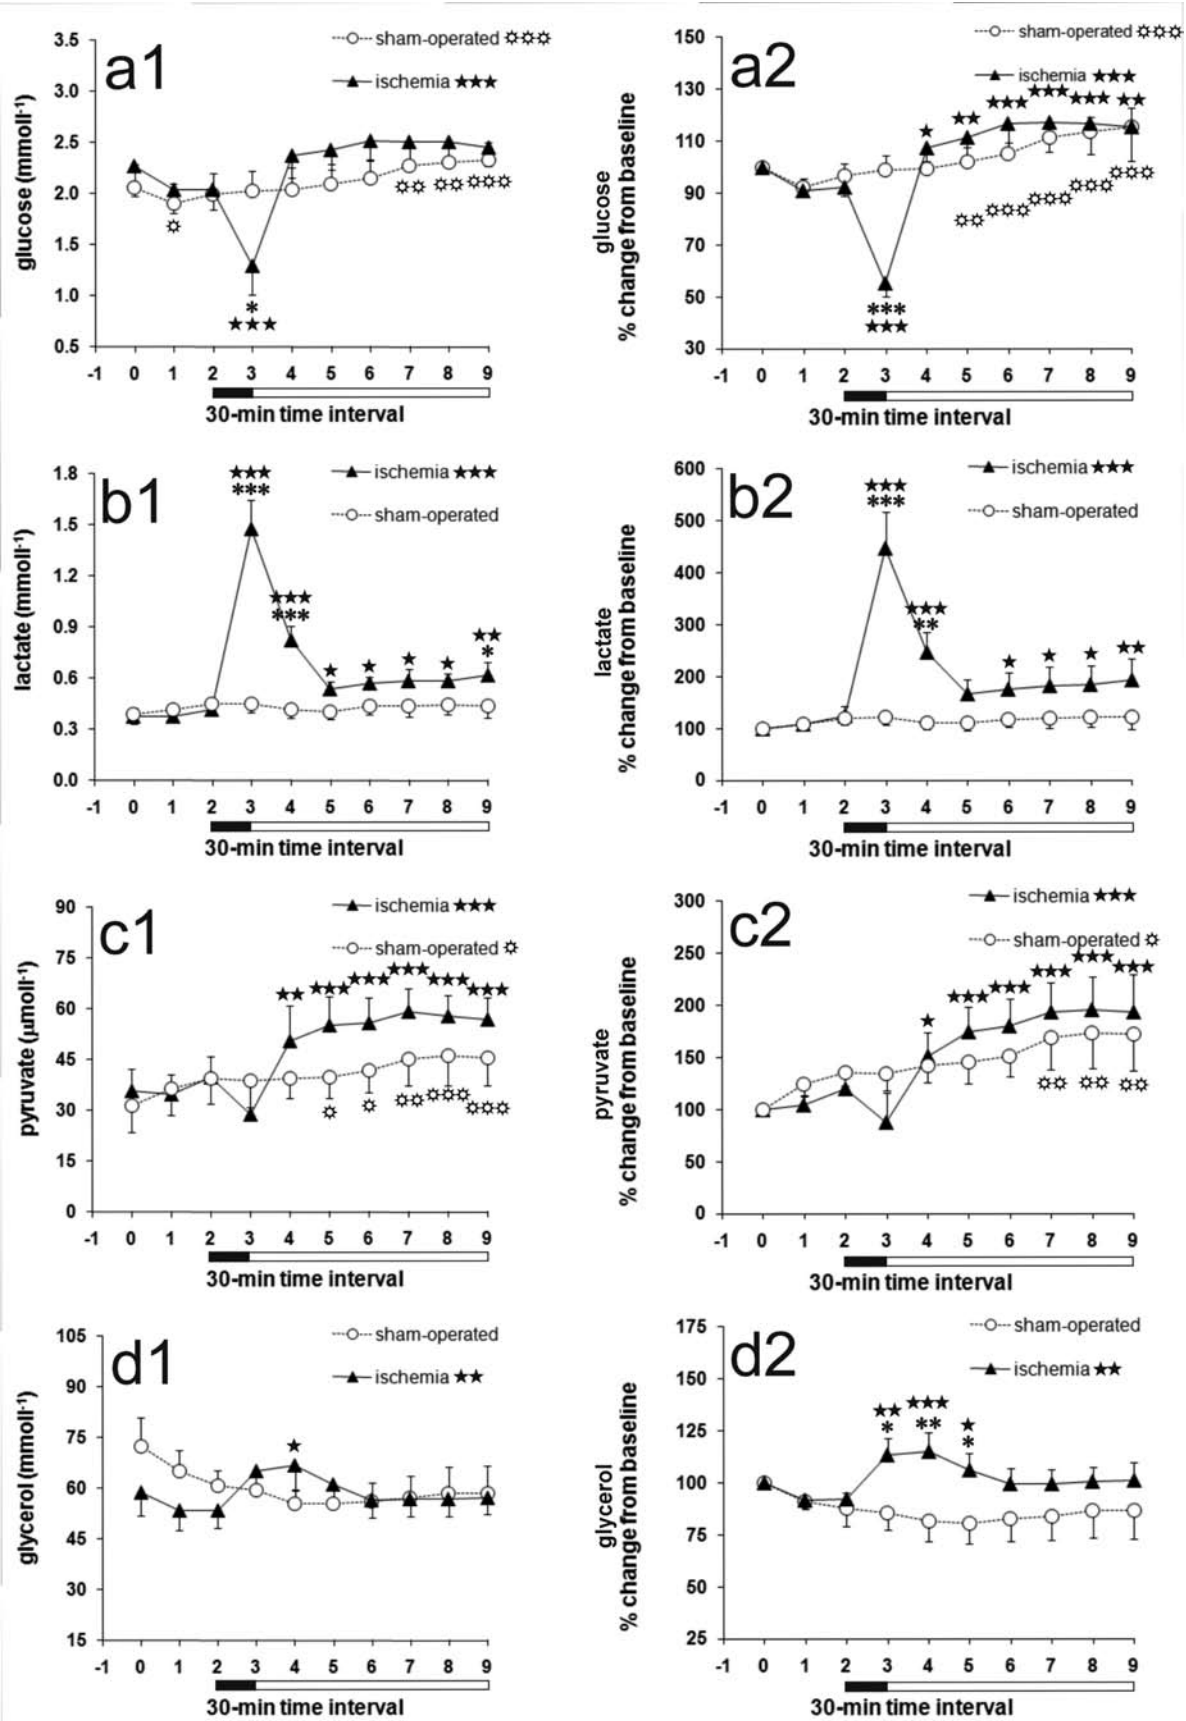 a1
sham-operated ☼☼☼
ischemia ★★★
glucose (mmoll-1)
3.5
3.0
2.5
2.0
1.5
1.0
0.5
☼
☼☼ ☼☼ ☼☼☼
*
★★★
-1 0 1 2 3 4 5 6 7 8 9
30-min time interval
a2
sham-operated ☼☼☼
ischemia ★★★
glucose
% change from baseline
150
130
110
90
70
50
30
★ ★★ ★★★ ★★★ ★★★ ★★
☼☼ ☼☼☼ ☼☼☼ ☼☼☼ ☼☼☼
***
★★★
-1 0 1 2 3 4 5 6 7 8 9
30-min time interval
b1
ischemia ★★★
sham-operated
lactate (mmoll-1)
1.8
1.5
1.2
0.9
0.6
0.3
0.0
★★★
***
★★★
***
★ ★ ★ ★ ★★
*
-1 0 1 2 3 4 5 6 7 8 9
30-min time interval
b2
ischemia ★★★
sham-operated
lactate
% change from baseline
600
500
400
300
200
100
0
★★★
***
★★★
**
★ ★ ★ ★★
-1 0 1 2 3 4 5 6 7 8 9
30-min time interval
c1
ischemia ★★★
sham-operated ☼
pyruvate (µmoll-1)
90
75
60
45
30
15
0
★★ ★★★ ★★★ ★★★ ★★★ ★★★
☼ ☼ ☼☼ ☼☼☼ ☼☼☼
-1 0 1 2 3 4 5 6 7 8 9
30-min time interval
c2
ischemia ★★★
sham-operated ☼
pyruvate
% change from baseline
300
250
200
150
100
50
0
★ ★★★ ★★★ ★★★ ★★★ ★★★
☼☼ ☼☼ ☼☼
-1 0 1 2 3 4 5 6 7 8 9
30-min time interval
d1
sham-operated
ischemia ★★
glycerol (mmoll-1)
105
90
75
60
45
30
15
★
-1 0 1 2 3 4 5 6 7 8 9
30-min time interval
d2
sham-operated
ischemia ★★
glycerol
% change from baseline
175
150
125
100
75
50
25
★★ ★★★ ★
* ** *
-1 0 1 2 3 4 5 6 7 8 9
30-min time interval